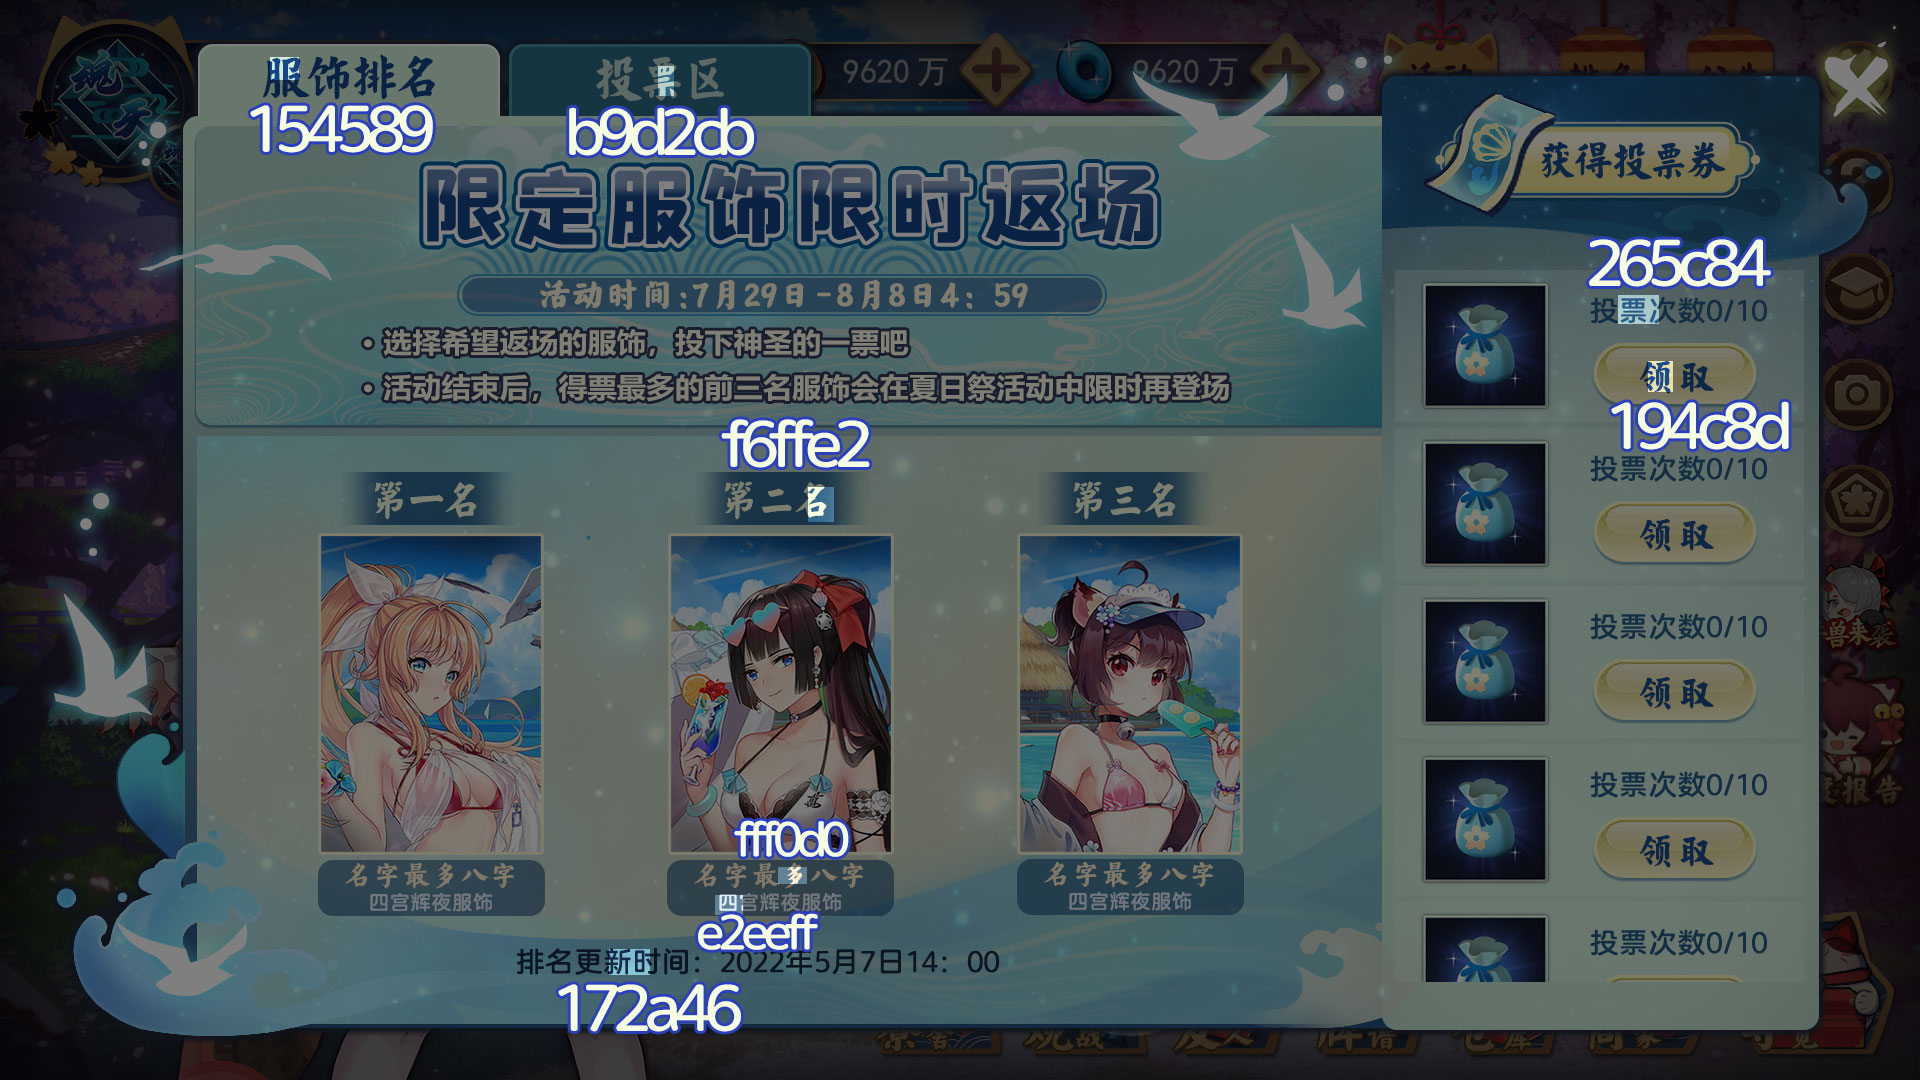 服饰排名
154589
投票区
b9d2cb
9620 万
9620 万
获得投票券
限定服饰限时返场
活动时间:7月29日-8月8日4：59
• 选择希望返场的服饰，投下神圣的一票吧
• 活动结束后，得票最多的前三名服饰会在夏日祭活动中限时再登场
f6ffe2
第一名
第二名
第三名
fff0d0
名字最多八字
四宫辉夜服饰
名字最多八字
四宫辉夜服饰
名字最多八字
四宫辉夜服饰
e2eeff
排名更新时间：2022年5月7日14：00
172a46
265c84
投票次数0/10
领取
194c8d
投票次数0/10
领取
投票次数0/10
领取
投票次数0/10
领取
投票次数0/10
兽来袭
报告